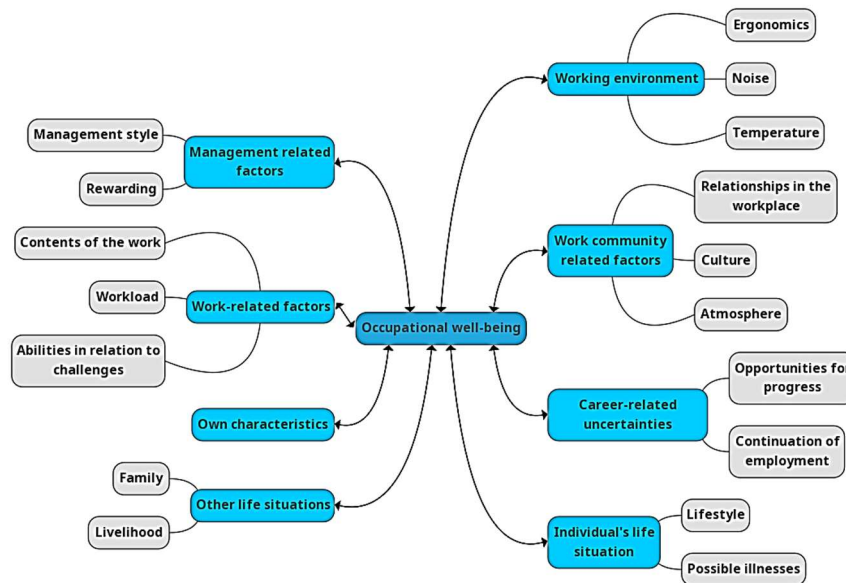 Ergonomics
Working environment
Noise
Temperature
Management style
Management related
factors
Rewarding
Relationships in the
workplace
Contents of the work
Work community
related factors
Culture
Workload
Work-related factors
Atmosphere
Occupational well-being
Abilities in relation to
challenges
Opportunities for
progress
Career-related
uncertainties
Own characteristics
Continuation of
employment
Family
Other life situations
Livelihood
Lifestyle
Individual's life
situation
Possible illnesses